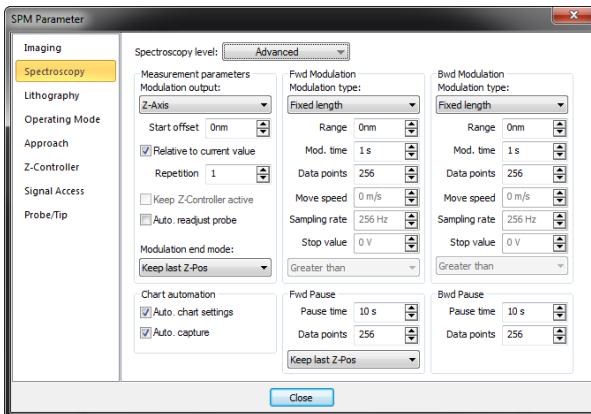 SPM Parameter
Imaging
Spectroscopy
Lithography
Operating Mode
Approach
Z-Controller
Signal Access
Probe/Tip
Spectroscopy level: Advanced
Measurement parameters
Modulation output:
Z-Axis
Start offset 0nm
Relative to current value
Repetition 1
Keep Z-Controller active
Auto. readjust probe
Modulation end mode:
Keep last Z-Pos
Chart automation
Auto. chart settings
Auto. capture
Fwd Modulation
Modulation type:
Fixed length
Range 0nm
Mod. time 1 s
Data points 256
Move speed 0 m/s
Sampling rate 256 Hz
Stop value 0 V
Greater than
Fwd Pause
Pause time 10 s
Data points 256
Keep last Z-Pos
Bwd Modulation
Modulation type:
Fixed length
Range 0nm
Mod. time 1 s
Data points 256
Move speed 0 m/s
Sampling rate 256 Hz
Stop value 0 V
Greater than
Bwd Pause
Pause time 10 s
Data points 256
Close